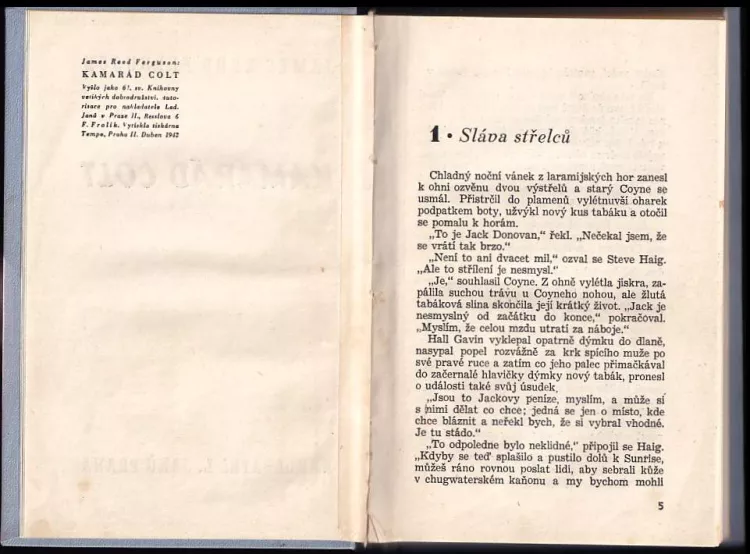 James Reed Ferguson:
KAMARÁD COLT
Vyšlo jako 61. sv. Knihovny
velikých dobrodružství, auto-
risace pro nakladatele Lad.
Janů v Praze II., Resslova 6
F. Frolík. Vytiskla tiskárna
Tempo, Praha II. Duben 1942
1 • Sláva střelců
Chladný noční vánek z laramijských hor zanesl
k ohni ozvěnu dvou výstřelů a starý Coyne se
usmál. Přistrčil do plamenů vylétnuvší oharek
podpatkem boty, užvýkl nový kus tabáku a otočil
se pomalu k horám.
„To je Jack Donovan,“ řekl. „Nečekal jsem, že
se vrátí tak brzo.“
„Není to ani dvacet mil,“ ozval se Steve Haig.
„Ale to střílení je nesmysl.“
„Je,“ souhlasil Coyne. Z ohně vylétla jiskra, za-
pálila suchou trávu u Coyneho nohou, ale žlutá
tabáková slina skončila její krátký život. „Jack je
nesmyslný od začátku do konce,“ pokračoval.
„Myslím, že celou mzdu utratí za náboje.“
Hall Gavin vyklepal opatrně dýmku do dlaně,
nasypal popel rozvážně za krk spícího muže po
své pravé ruce a zatím co jeho palec přimačkával
do začernalé hlavičky dýmky nový tabák, pronesl
o události také svůj úsudek.
„Jsou to Jackovy peníze, myslím, a může si
s nimi dělat co chce; jedná se jen o místo, kde
chce bláznit a neřekl bych, že si vybral vhodné.
Je tu stádo.“
„To odpoledne bylo neklidné,“ připojil se Haig.
„Kdyby se teď splašilo a pustilo dolů k Sunrise,
můžeš ráno rovnou poslat lidi, aby sebrali kůže
v chugwaterském kaňonu a my bychom mohli
5